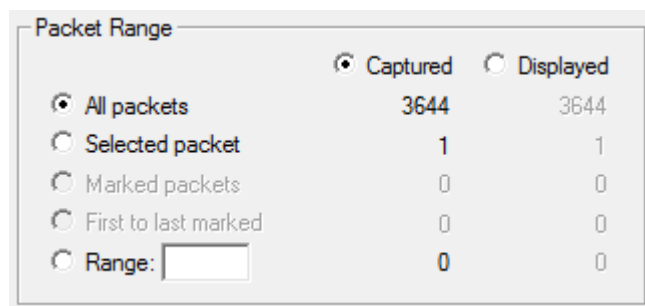 Packet Range
Captured Displayed
All packets 3644 3644
Selected packet 1 1
Marked packets 0 0
First to last marked 0 0
Range: 0 0